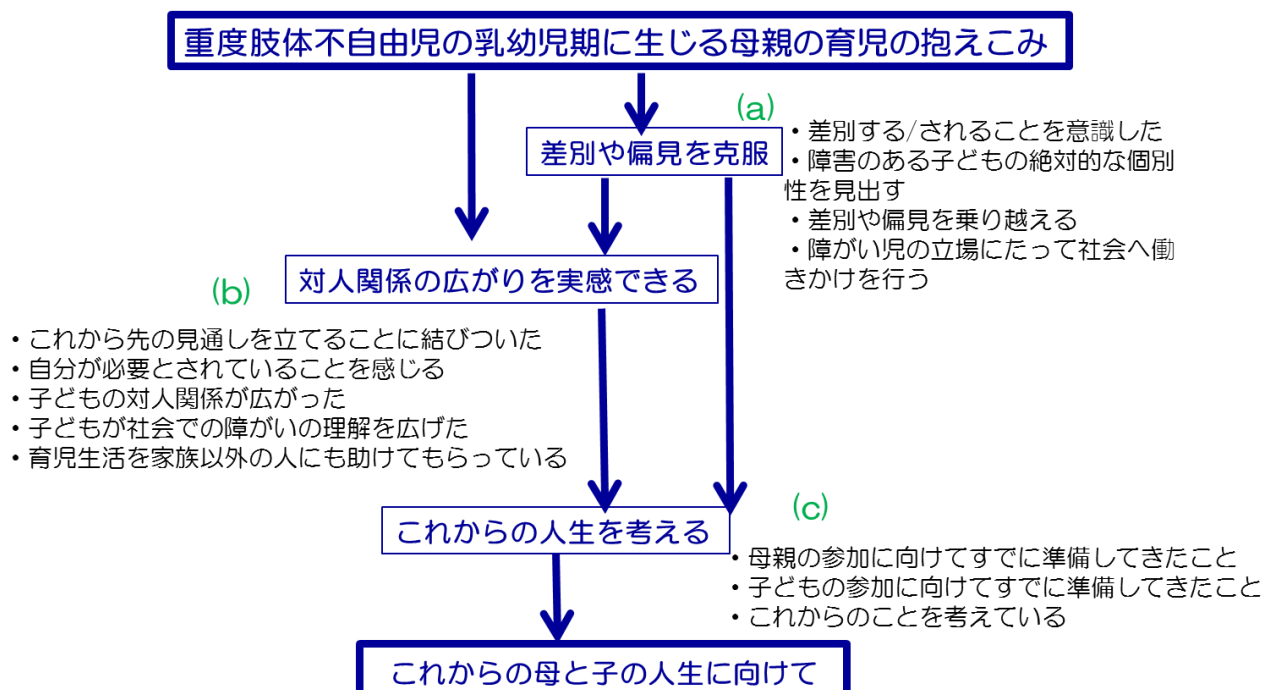 重度肢体不自由児の乳幼児期に生じる母親の育児の抱えこみ
(a)
差別や偏見を克服
・差別する/されることを意識した
・障害のある子どもの絶対的な個別
性を見出す
・差別や偏見を乗り越える
・障がい児の立場にたって社会へ働
きかけを行う
(b)
対人関係の広がりを実感できる
・これから先の見通しを立てることに結びついた
・自分が必要とされていることを感じる
・子どもの対人関係が広がった
・子どもが社会での障がいの理解を広げた
・育児生活を家族以外の人にも助けてもらっている
(c)
これからの人生を考える
・母親の参加に向けてすでに準備してきたこと
・子どもの参加に向けてすでに準備してきたこと
・これからのことを考えている
これからの母と子の人生に向けて